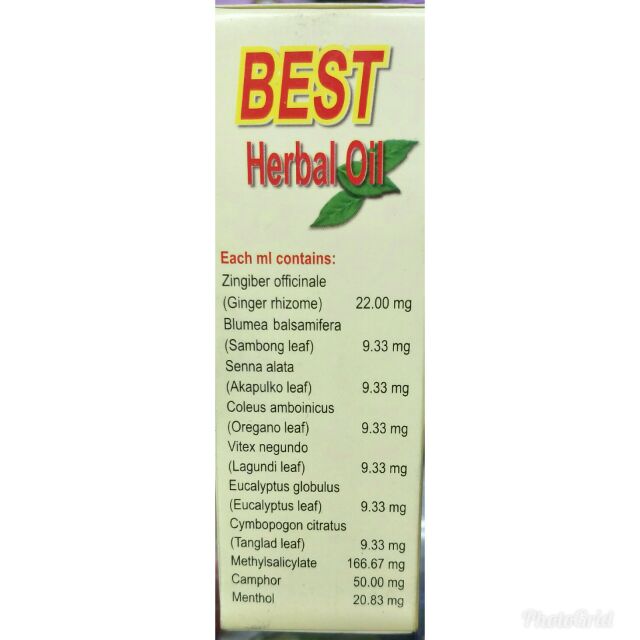 BEST
Herbal Oil
Each ml contains:
Zingiber officinale
(Ginger rhizome) 22.00 mg
Blumea balsamifera
(Sambong leaf) 9.33 mg
Senna alata
(Akapulko leaf) 9.33 mg
Coleus amboinicus
(Oregano leaf) 9.33 mg
Vitex negundo
(Lagundi leaf) 9.33 mg
Eucalyptus globulus
(Eucalyptus leaf) 9.33 mg
Cymbopogon citratus
(Tanglad leaf) 9.33 mg
Methylsalicylate 166.67 mg
Camphor 50.00 mg
Menthol 20.83 mg
PhotoGrid